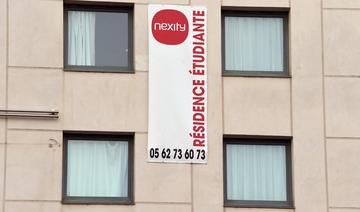 nexity
RÉSIDENCE ÉTUDIANTE
05 62 73 60 73